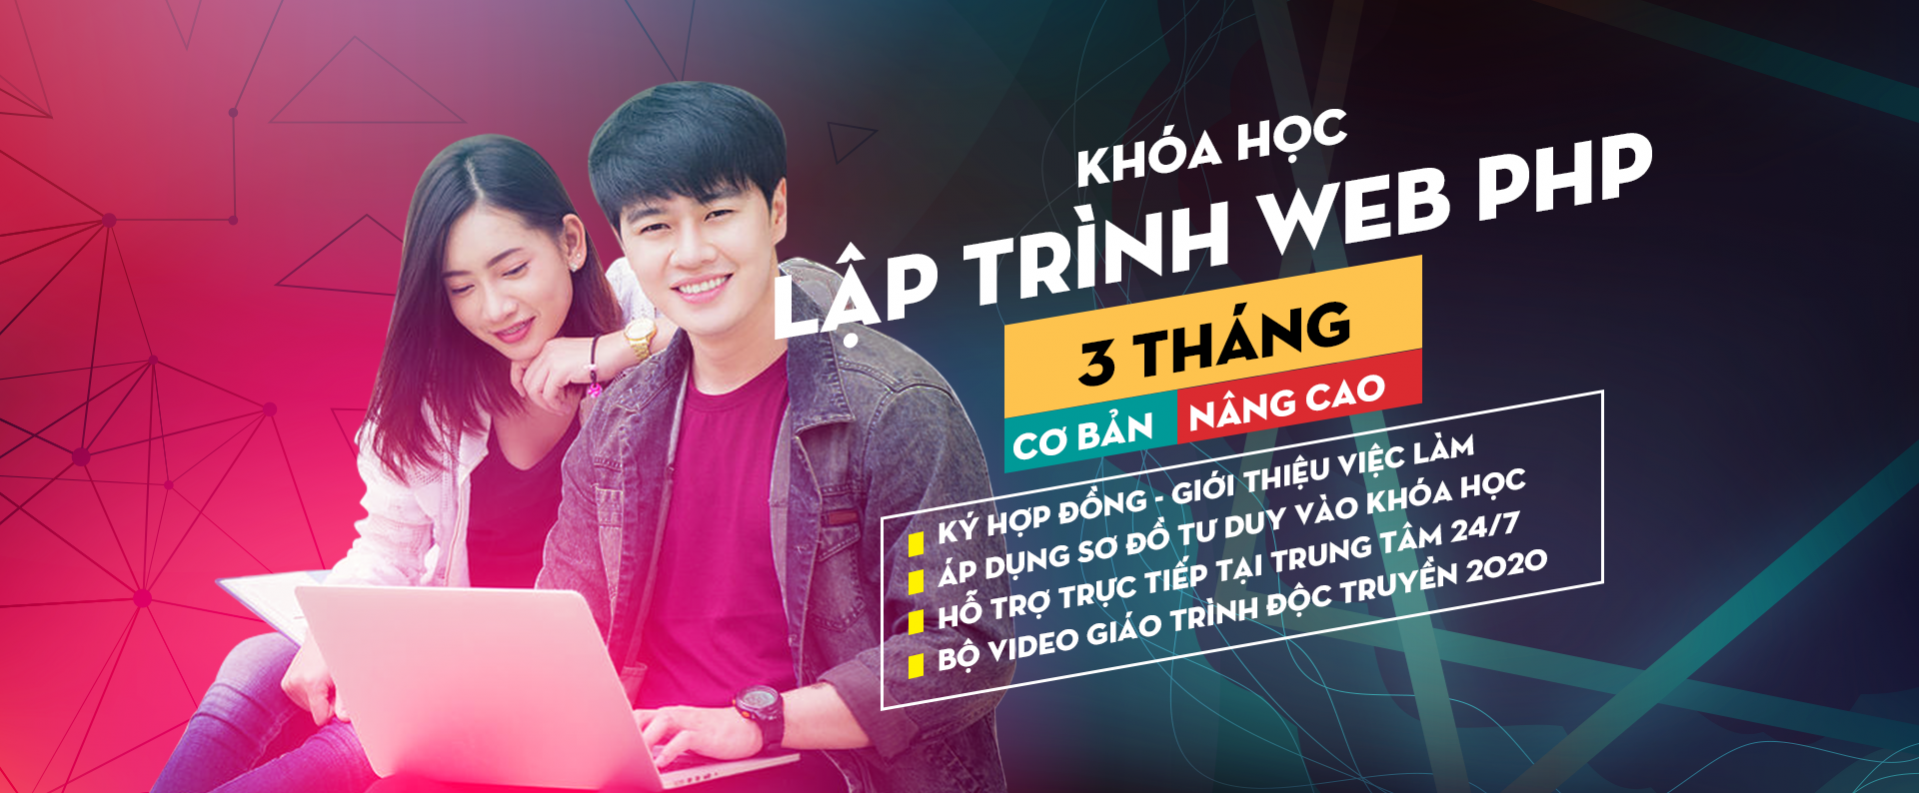 KHÓA HỌC
LẬP TRÌNH WEB PHP
3 THÁNG
CƠ BẢN NÂNG CAO
KÝ HỢP ĐỒNG - GIỚI THIỆU VIỆC LÀM
ÁP DỤNG SƠ ĐỒ TƯ DUY VÀO KHÓA HỌC
HỖ TRỢ TRỰC TIẾP TẠI TRUNG TÂM 24/7
BỘ VIDEO GIÁO TRÌNH ĐỘC TRUYỀN 2020